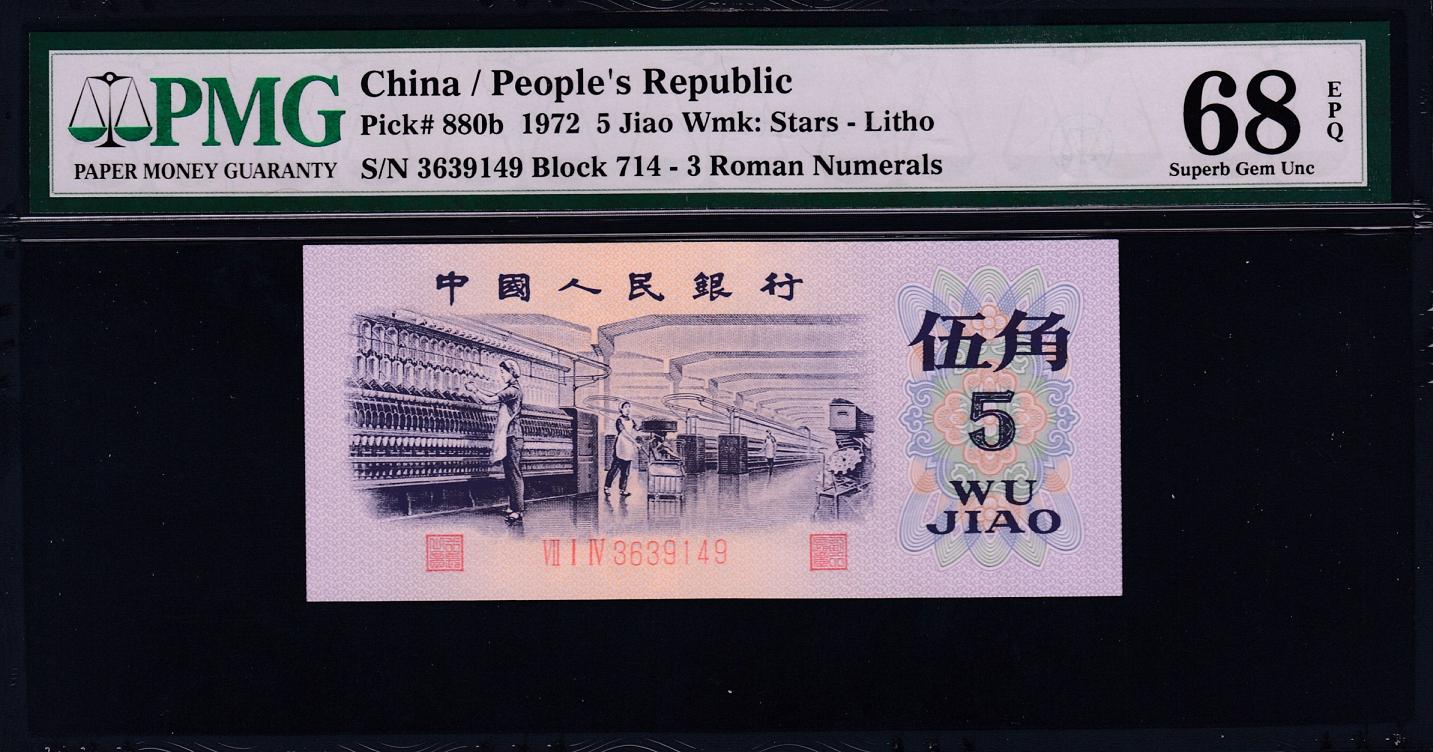 PMG
PAPER MONEY GUARANTY
China / People's Republic
Pick# 880b 1972 5 Jiao Wmk: Stars - Litho
S/N 3639149 Block 714 - 3 Roman Numerals
68
EPQ
Superb Gem Unc
中國人民銀行
伍角
5
WU
JIAO
VII I IV 3639149